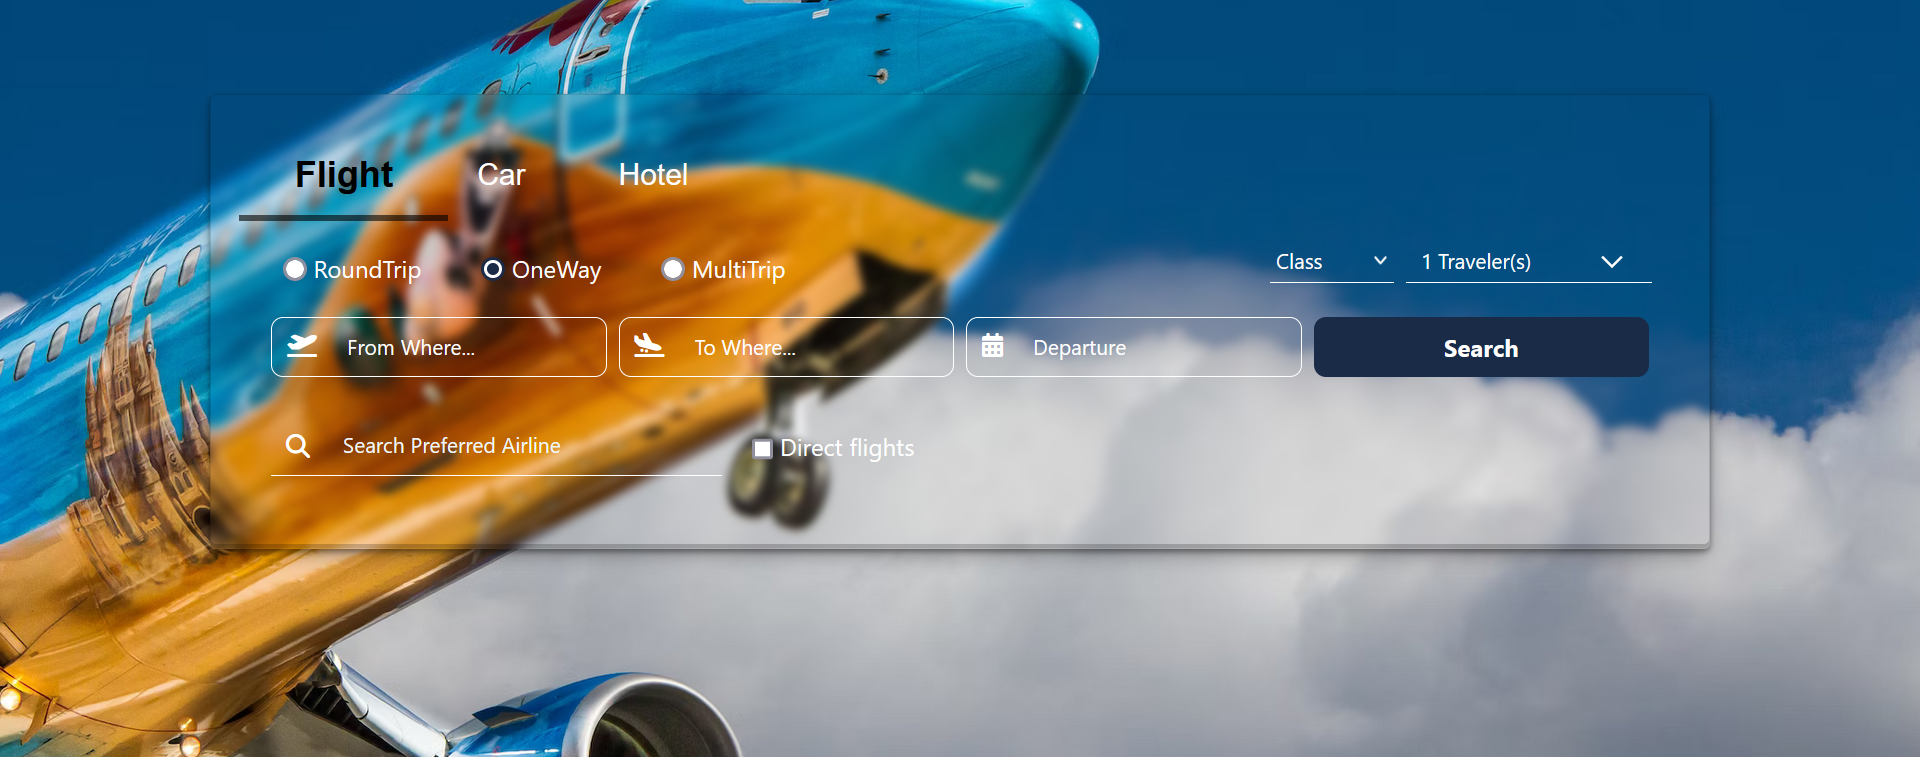 Flight Car Hotel
RoundTrip OneWay MultiTrip Class 1 Traveler(s)
From Where... To Where... Departure Search
Search Preferred Airline Direct flights